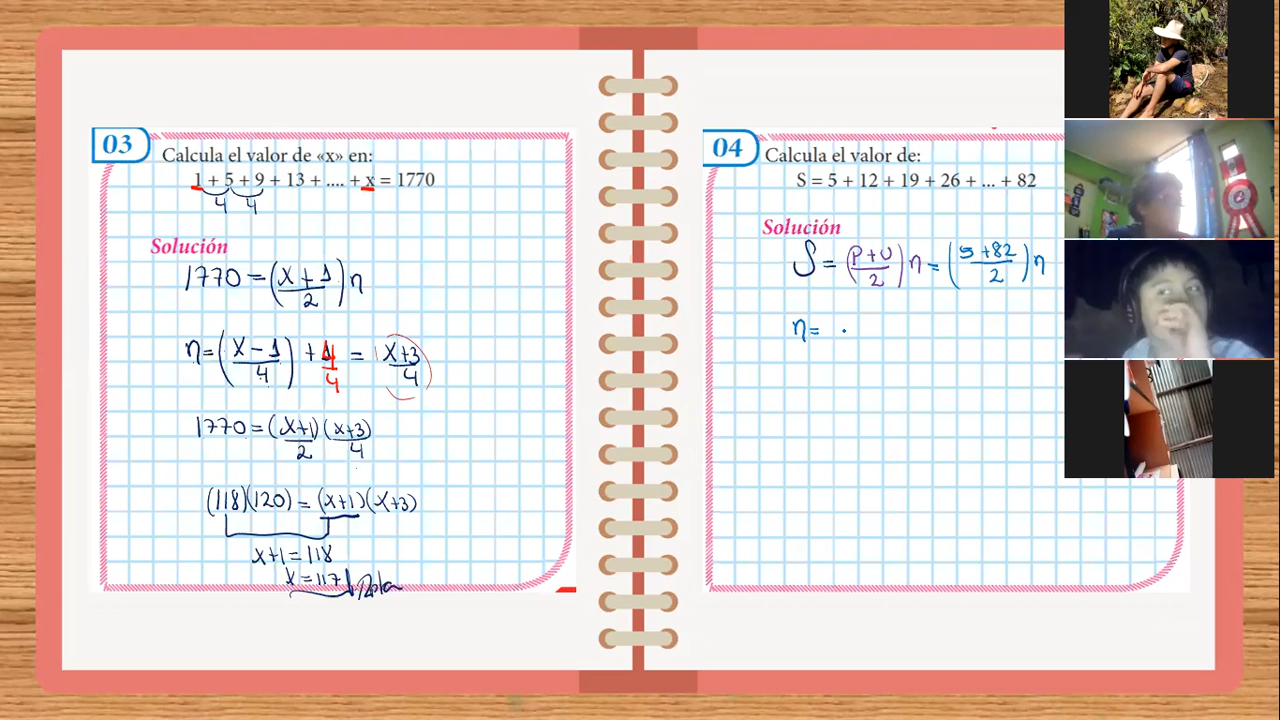 03
Calcula el valor de «x» en:
1 + 5 + 9 + 13 + .... + x = 1770
4 4
Solución
1770 = (x + 1 / 2) n
n = (x - 1 / 4) + 4/4 = x+3 / 4
1770 = (x+1 / 2)(x+3 / 4)
(118)(120) = (x+1)(x+3)
x+1 = 118
x = 117 Rpta
04
Calcula el valor de:
S = 5 + 12 + 19 + 26 + ... + 82
Solución
S = (P+U / 2) n = (5+82 / 2) n
n =